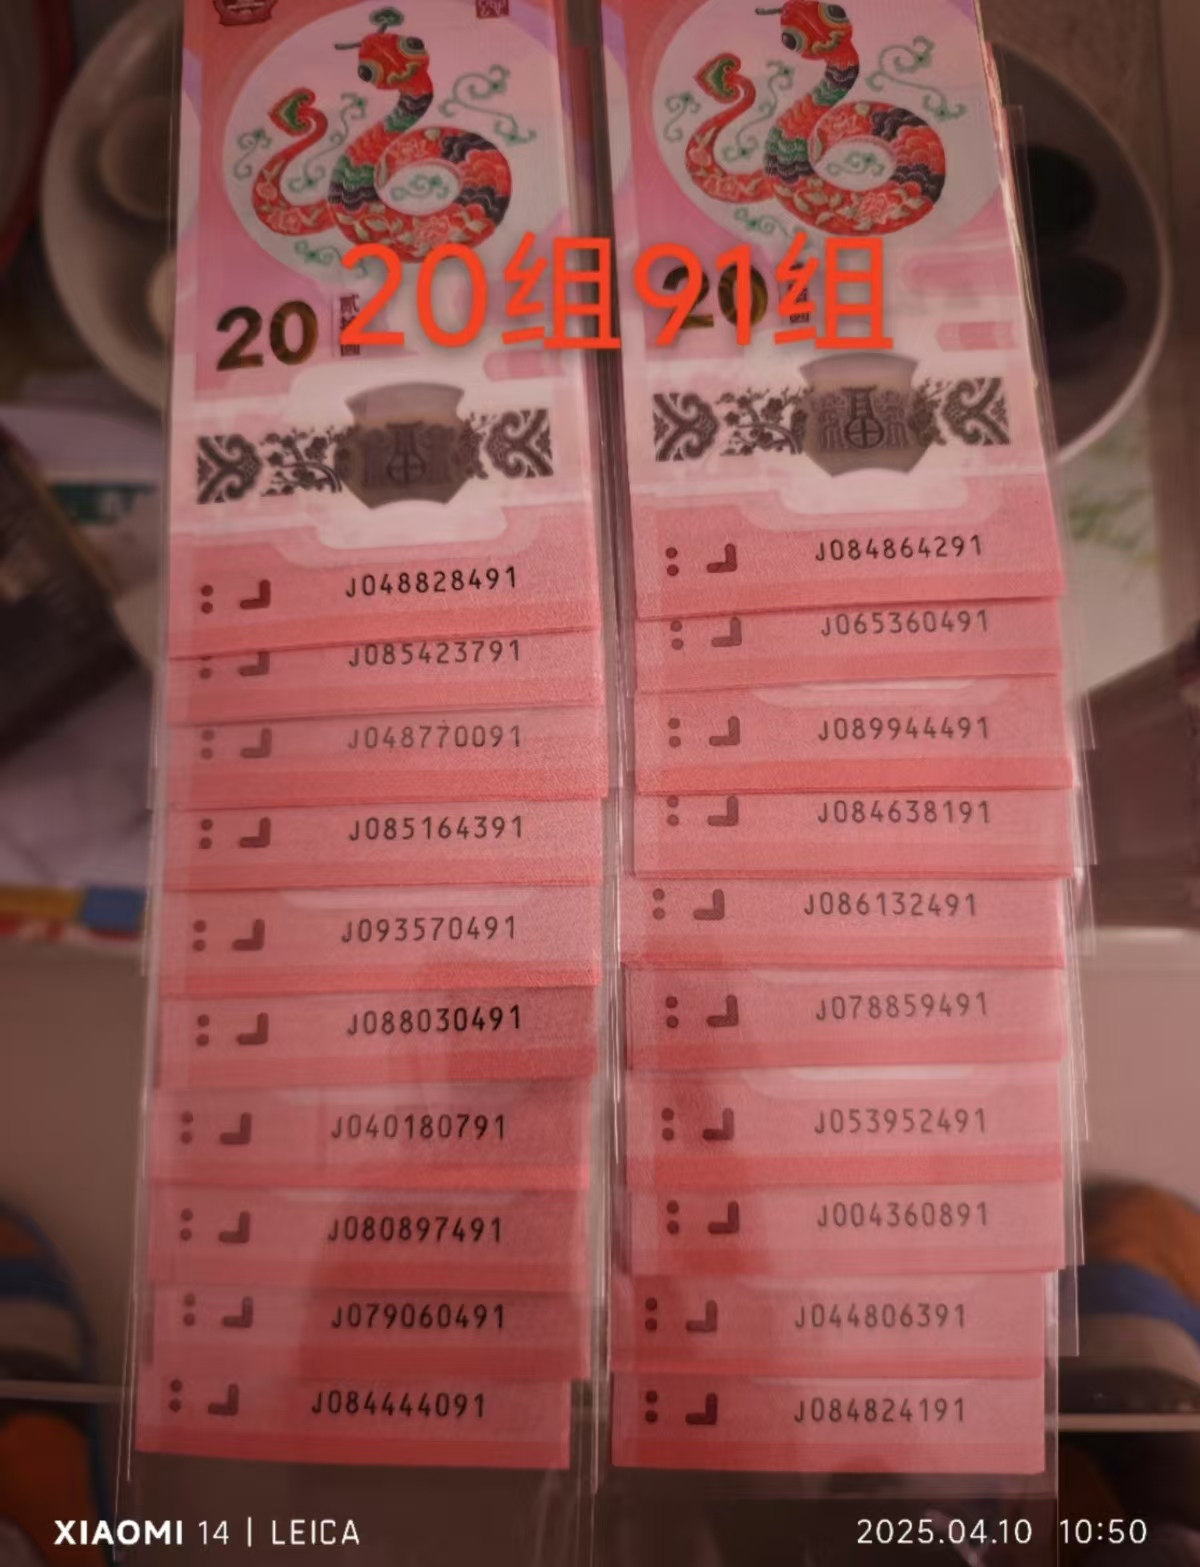 20组91组
20
20
J048828491
J085423791
J048770091
J085164391
J093570491
J088030491
J040180791
J080897491
J079060491
J084444091
J084864291
J065360491
J089944491
J084638191
J086132491
J078859491
J053952491
J004360891
J044806391
J084824191
XIAOMI 14 | LEICA
2025.04.10 10:50